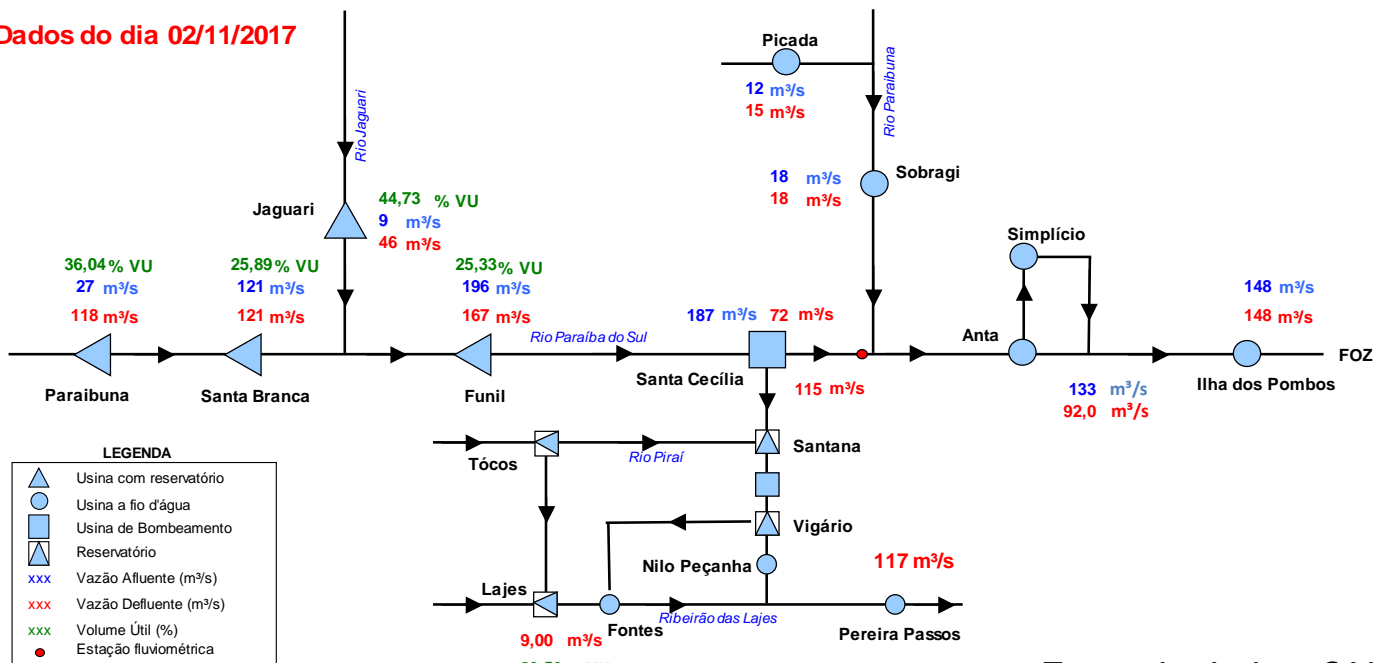 Dados do dia 02/11/2017
Picada
12 m³/s
15 m³/s
Rio Paraibuna
Rio Jaguari
18 m³/s
18 m³/s
Sobragi
Jaguari
44,73 % VU
9 m³/s
46 m³/s
Simplício
36,04 % VU
27 m³/s
118 m³/s
25,89 % VU
121 m³/s
121 m³/s
25,33 % VU
196 m³/s
167 m³/s
Rio Paraíba do Sul
187 m³/s 72 m³/s
Anta
148 m³/s
148 m³/s
FOZ
Paraibuna
Santa Branca
Funil
Santa Cecília
115 m³/s
133 m³/s
92,0 m³/s
Ilha dos Pombos
LEGENDA
Usina com reservatório
Usina a fio d'água
Usina de Bombeamento
Reservatório
xxx Vazão Afluente (m³/s)
xxx Vazão Defluente (m³/s)
xxx Volume Útil (%)
Estação fluviométrica
Tócos
Rio Piraí
Santana
Vigário
Nilo Peçanha
117 m³/s
Lajes
Fontes
Ribeirão das Lajes
Pereira Passos
9,00 m³/s